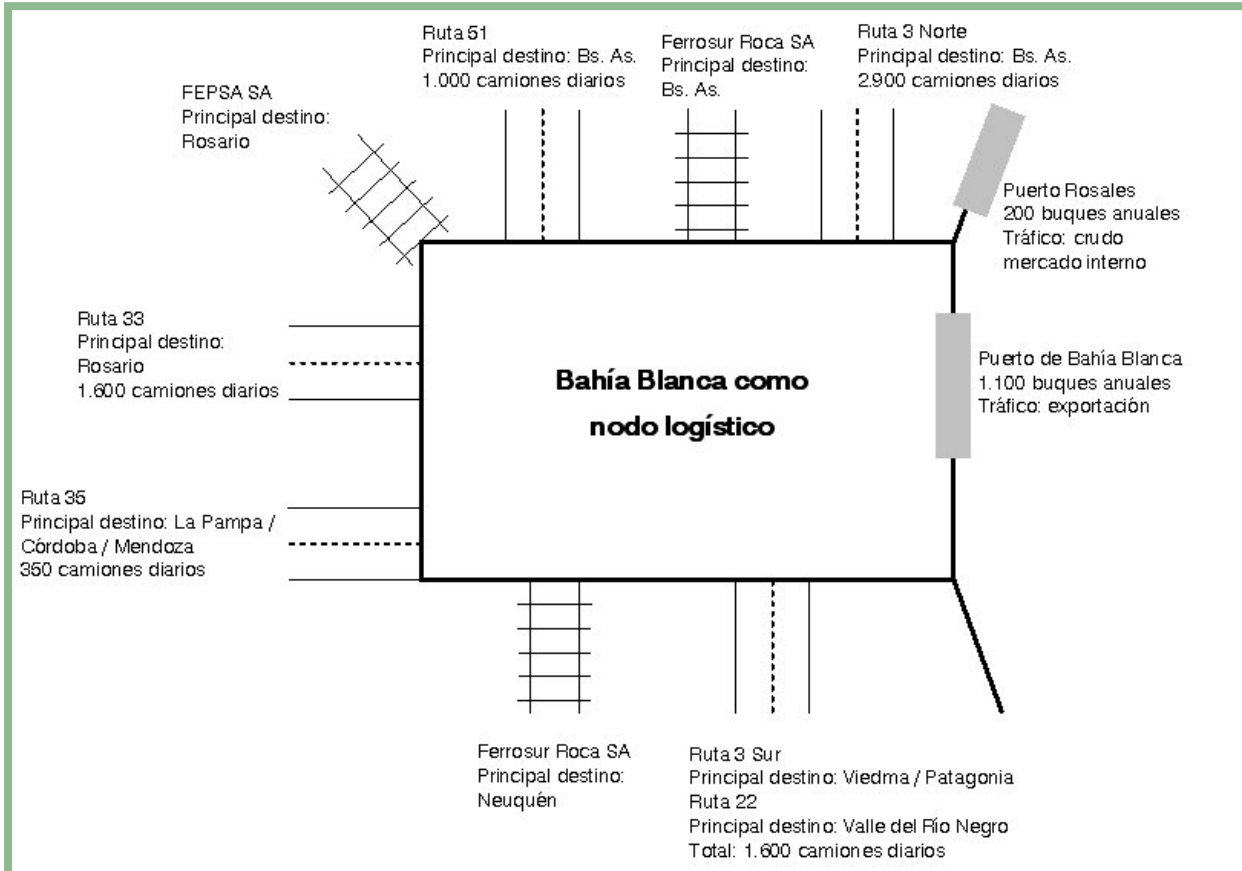 Ruta 51
Principal destino: Bs. As.
1.000 camiones diarios
Ferrosur Roca SA
Principal destino:
Bs. As.
Ruta 3 Norte
Principal destino: Bs. As.
2.900 camiones diarios
FEPSA SA
Principal destino:
Rosario
Puerto Rosales
200 buques anuales
Tráfico: crudo
mercado interno
Ruta 33
Principal destino:
Rosario
1.600 camiones diarios
Bahía Blanca como
nodo logístico
Puerto de Bahía Blanca
1.100 buques anuales
Tráfico: exportación
Ruta 35
Principal destino: La Pampa /
Córdoba / Mendoza
350 camiones diarios
Ferrosur Roca SA
Principal destino:
Neuquén
Ruta 3 Sur
Principal destino: Viedma / Patagonia
Ruta 22
Principal destino: Valle del Río Negro
Total: 1.600 camiones diarios